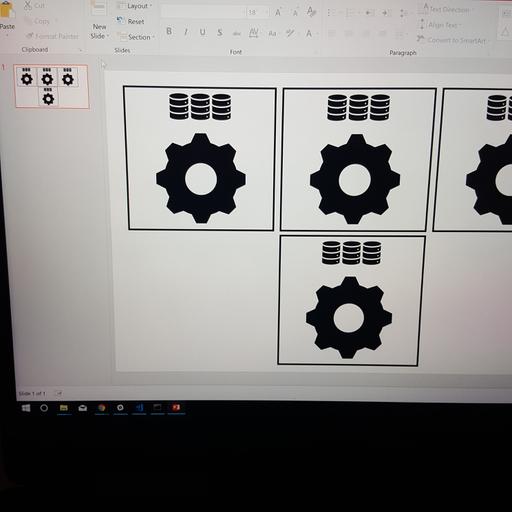 Cut
Copy
Format Painter
Paste
Clipboard
New
Slide
Layout
Reset
Section
Slides
18
B I U S abc AV Aa A
Font
Paragraph
Text Direction
Align Text
Convert to SmartArt
1
Slide 1 of 1